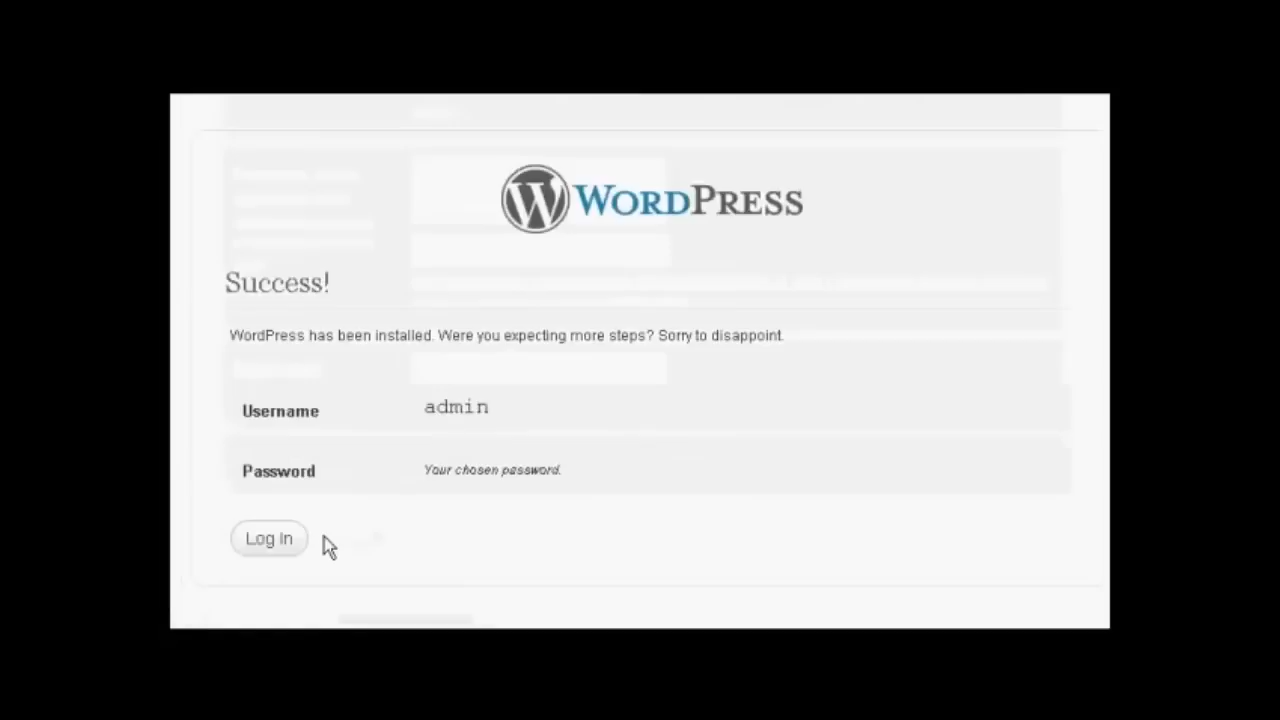 WORDPRESS
Success!
WordPress has been installed. Were you expecting more steps? Sorry to disappoint.
Username admin
Password Your chosen password.
Log In